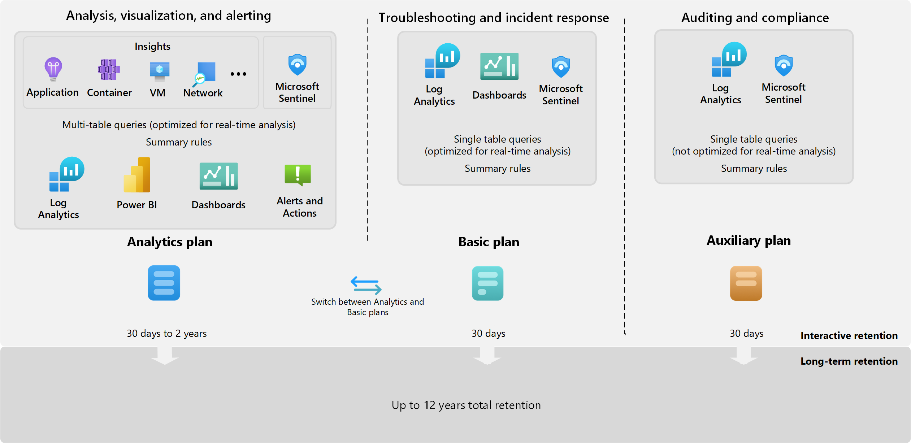 Analysis, visualization, and alerting
Insights
Application
Container
VM
Network
Microsoft
Sentinel
Multi-table queries (optimized for real-time analysis)
Summary rules
Log
Analytics
Power BI
Dashboards
Alerts and
Actions
Analytics plan
30 days to 2 years
Switch between Analytics and
Basic plans
Troubleshooting and incident response
Log
Analytics
Dashboards
Microsoft
Sentinel
Single table queries
(optimized for real-time analysis)
Summary rules
Basic plan
30 days
Auditing and compliance
Log
Analytics
Microsoft
Sentinel
Single table queries
(not optimized for real-time analysis)
Summary rules
Auxiliary plan
30 days
Interactive retention
Long-term retention
Up to 12 years total retention